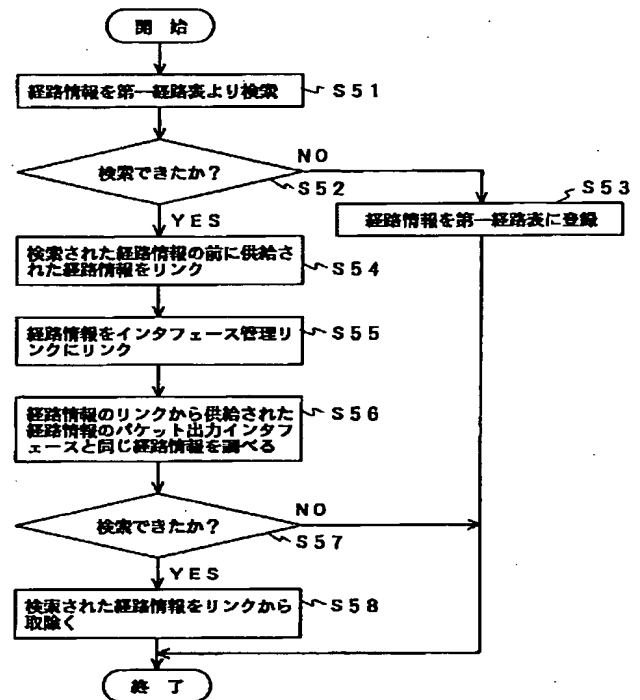 開 始
経路情報を第一経路表より検索
S51
検索できたか？
NO
S52
S53
YES
経路情報を第一経路表に登録
検索された経路情報の前に供給さ
れた経路情報をリンク
S54
経路情報をインタフェース管理リ
ンクにリンク
S55
経路情報のリンクから供給された
経路情報のパケット出力インタフ
ェースと同じ経路情報を調べる
S56
検索できたか？
NO
S57
YES
検索された経路情報をリンクから
取除く
S58
終 了